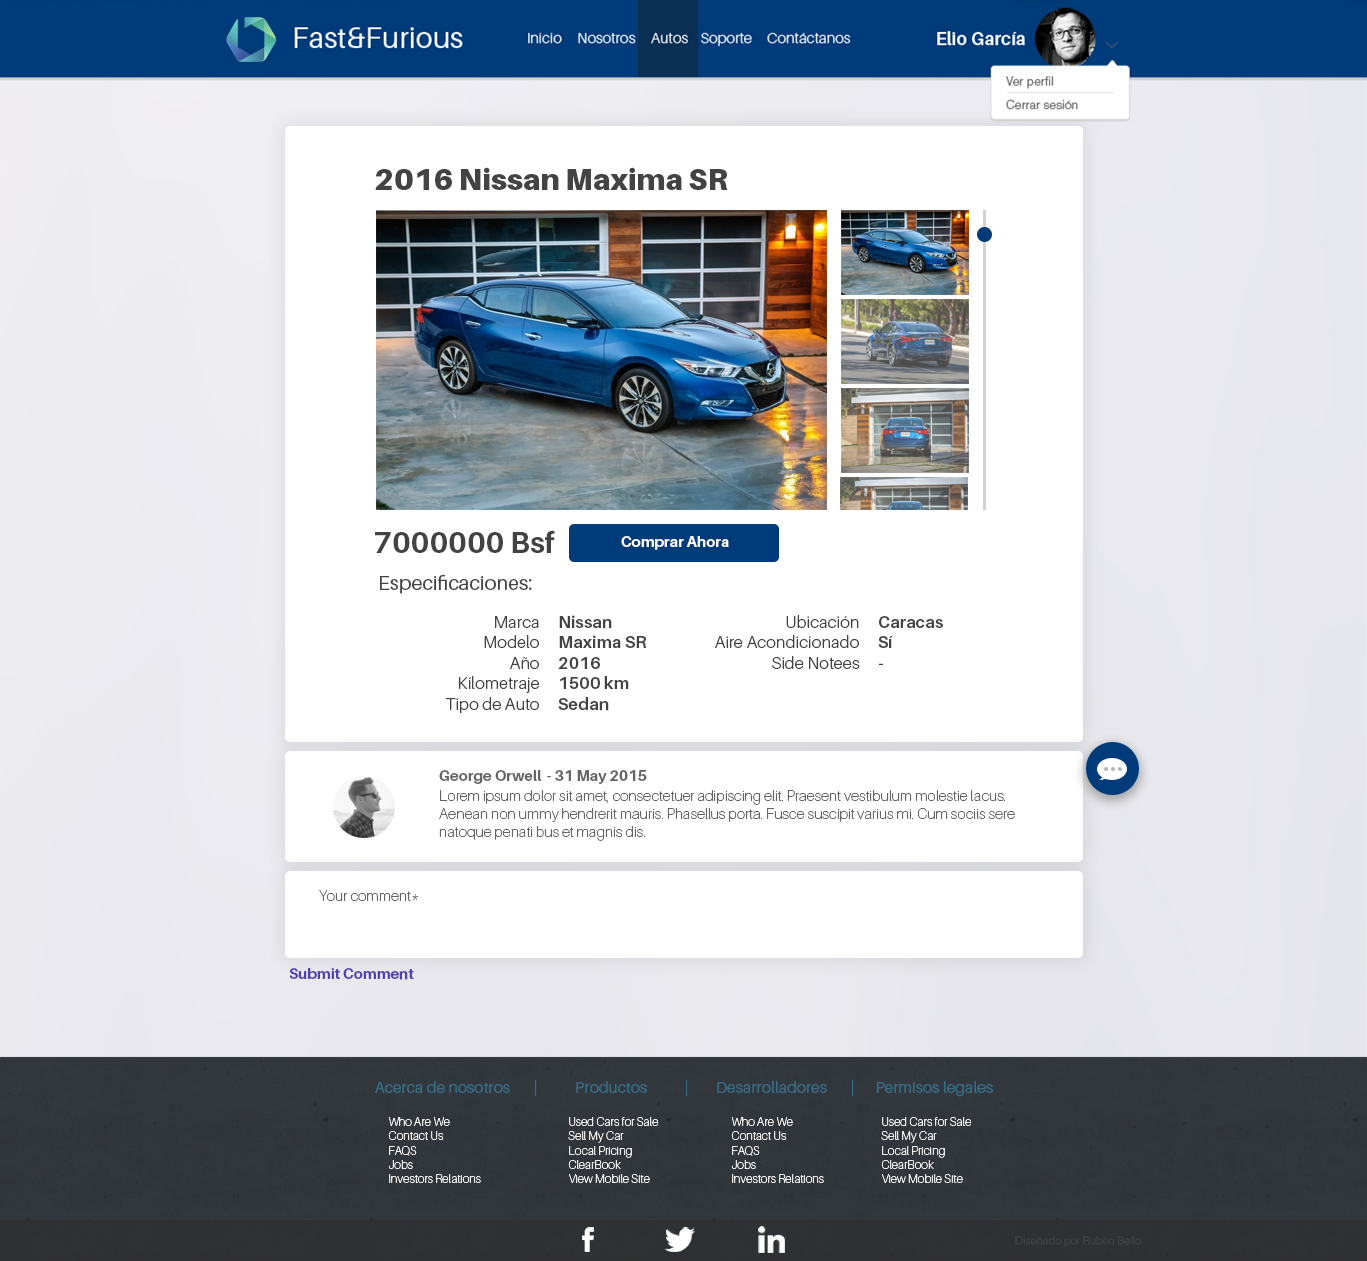 Fast&Furious
Inicio Nosotros Autos Soporte Contáctanos
Elio García
Ver perfil
Cerrar sesión
2016 Nissan Maxima SR
7000000 Bsf
Comprar Ahora
Especificaciones:
Marca Nissan
Modelo Maxima SR
Año 2016
Kilometraje 1500 km
Tipo de Auto Sedan
Ubicación Caracas
Aire Acondicionado Sí
Side Notees -
George Orwell - 31 May 2015
Lorem ipsum dolor sit amet, consectetuer adipiscing elit. Praesent vestibulum molestie lacus.
Aenean non ummy hendrerit mauris. Phasellus porta. Fusce suscipit varius mi. Cum sociis sere
natoque penati bus et magnis dis.
Your comment*
Submit Comment
Acerca de nosotros | Productos | Desarrolladores | Permisos legales
Who Are We
Contact Us
FAQS
Jobs
Investors Relations
Used Cars for Sale
Sell My Car
Local Pricing
ClearBook
View Mobile Site
Who Are We
Contact Us
FAQS
Jobs
Investors Relations
Used Cars for Sale
Sell My Car
Local Pricing
ClearBook
View Mobile Site
Diseñado por Rubén Bello